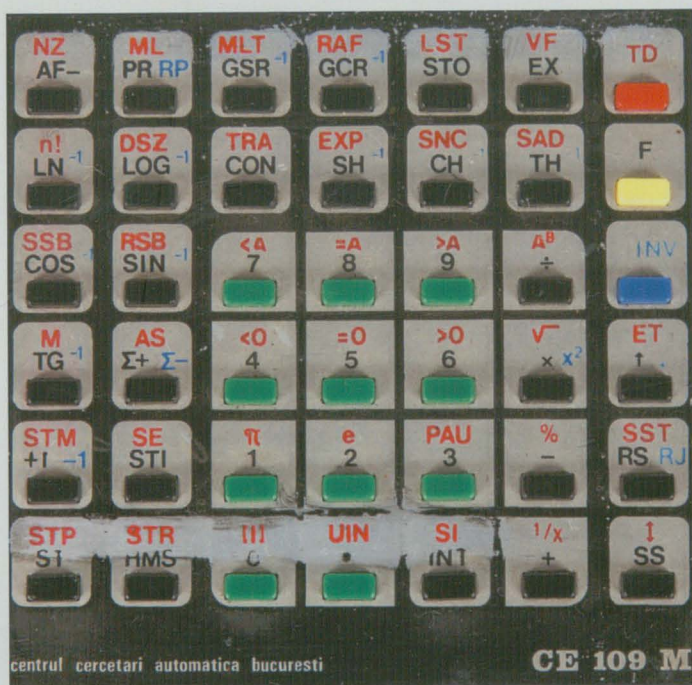 NZ ML MLT RAF LST VF TD
AF– PR RP GSR -1 GCR -1 STO EX
n! DSZ TRA EXP SNC SAD F
LN -1 LOG -1 CON SH -1 CH TH
SSB RSB <A =A >A A^B INV
COS -1 SIN -1 7 8 9 ÷
M AS <0 =0 >0 √‾ ET
TG -1 Σ+ Σ– 4 5 6 × X² ↑
STM SE π e PAU % SST
-1 STI 1 2 3 – RS RJ
STP STR UIN SI 1/x ↕
ST HMS • INT + SS
centrul cercetari automatica bucuresti CE 109 M